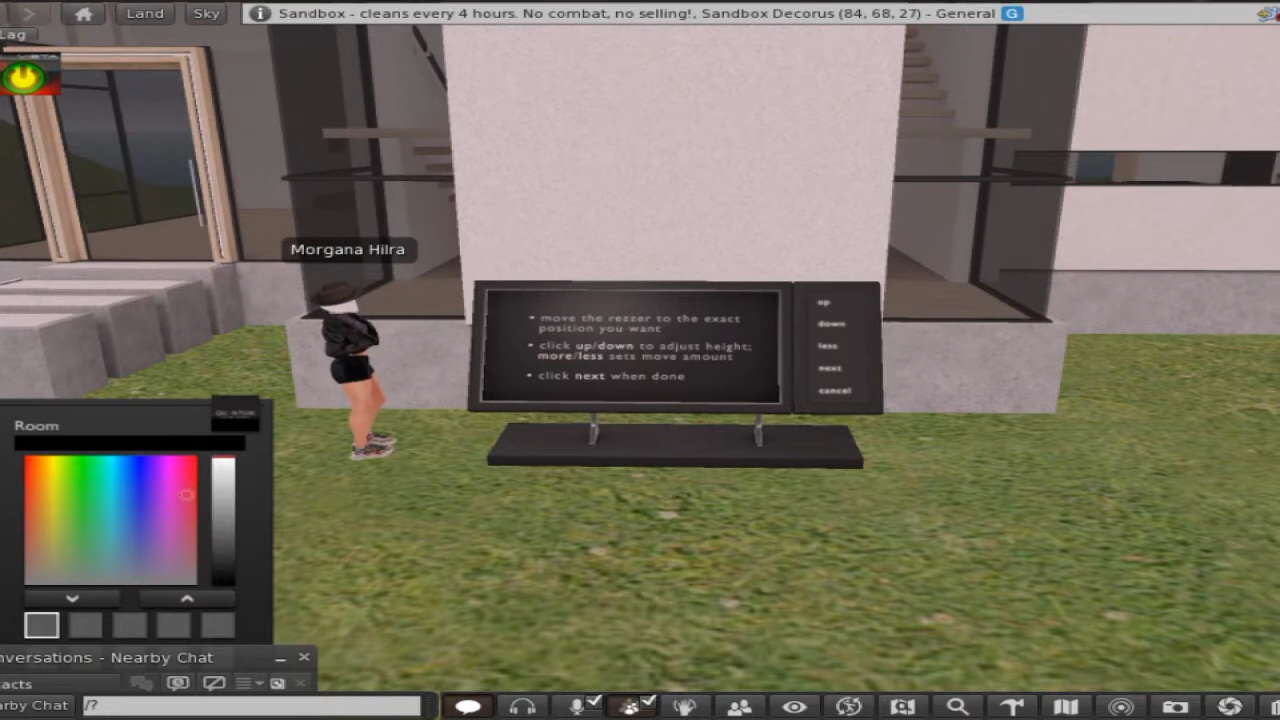 Land
Sky
Sandbox - cleans every 4 hours. No combat, no selling!, Sandbox Decorus (84, 68, 27) - General
G
Lag
Morgana Hilra
• move the rezzer to the exact
position you want
• click up/down to adjust height;
more/less sets move amount
• click next when done
up
down
less
next
cancel
Room
nversations - Nearby Chat
acts
rby Chat
/?